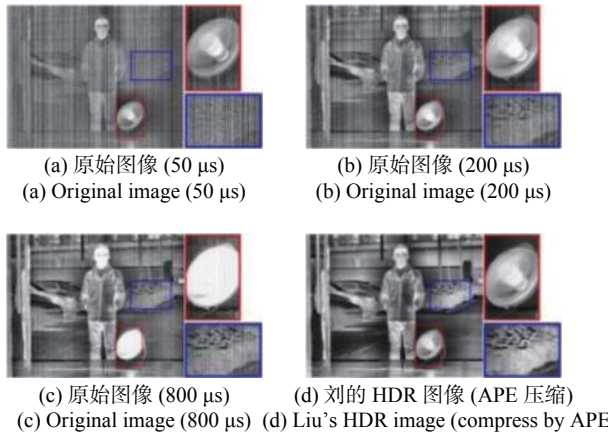 (a) 原始图像 (50 μs)
(a) Original image (50 μs)
(b) 原始图像 (200 μs)
(b) Original image (200 μs)
(c) 原始图像 (800 μs)
(c) Original image (800 μs)
(d) 刘的 HDR 图像 (APE 压缩)
(d) Liu's HDR image (compress by APE